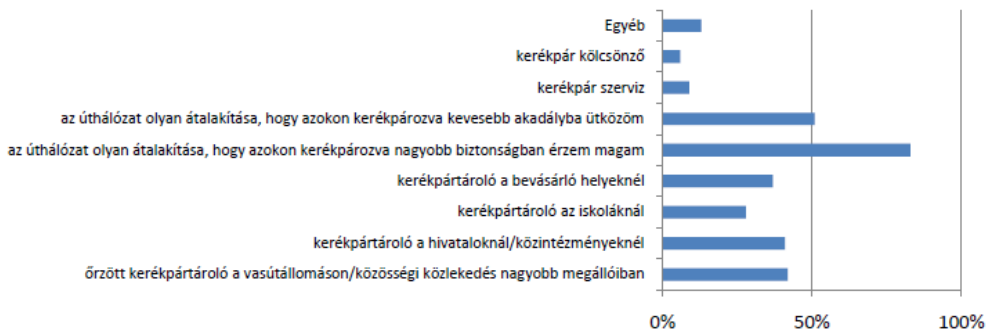 Egyéb
kerékpár kölcsönző
kerékpár szerviz
az úthálózat olyan átalakítása, hogy azokon kerékpározva kevesebb akadályba ütközöm
az úthálózat olyan átalakítása, hogy azokon kerékpározva nagyobb biztonságban érzem magam
kerékpártároló a bevásárló helyeknél
kerékpártároló az iskoláknál
kerékpártároló a hivataloknál/közintézményeknél
őrzött kerékpártároló a vasútállomáson/közösségi közlekedés nagyobb megállóiban
0% 50% 100%